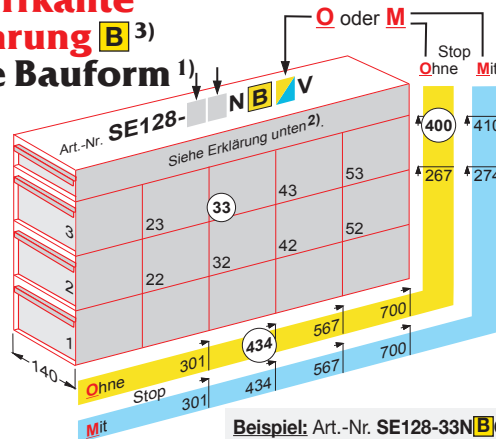 rung B 3)
e Bauform 1)
O oder M
Stop
Ohne Mit
Art.-Nr. SE128- N B V
Siehe Erklärung unten 2).
400 410
267 274
53
43
33
23
3
52
42
32
22
2
1
140
Ohne Stop 301 434 567 700
Mit 301 434 567 700
Beispiel: Art.-Nr. SE128-33N B